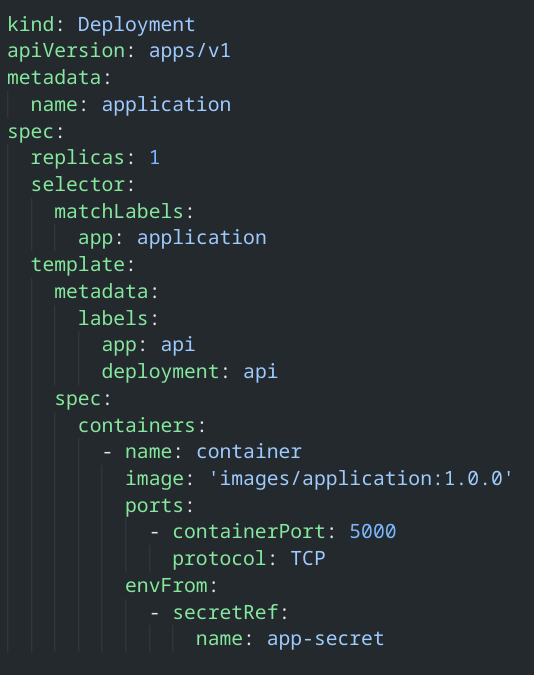 kind: Deployment
apiVersion: apps/v1
metadata:
  name: application
spec:
  replicas: 1
  selector:
    matchLabels:
      app: application
  template:
    metadata:
      labels:
        app: api
        deployment: api
    spec:
      containers:
        - name: container
          image: 'images/application:1.0.0'
          ports:
            - containerPort: 5000
              protocol: TCP
          envFrom:
            - secretRef:
                name: app-secret